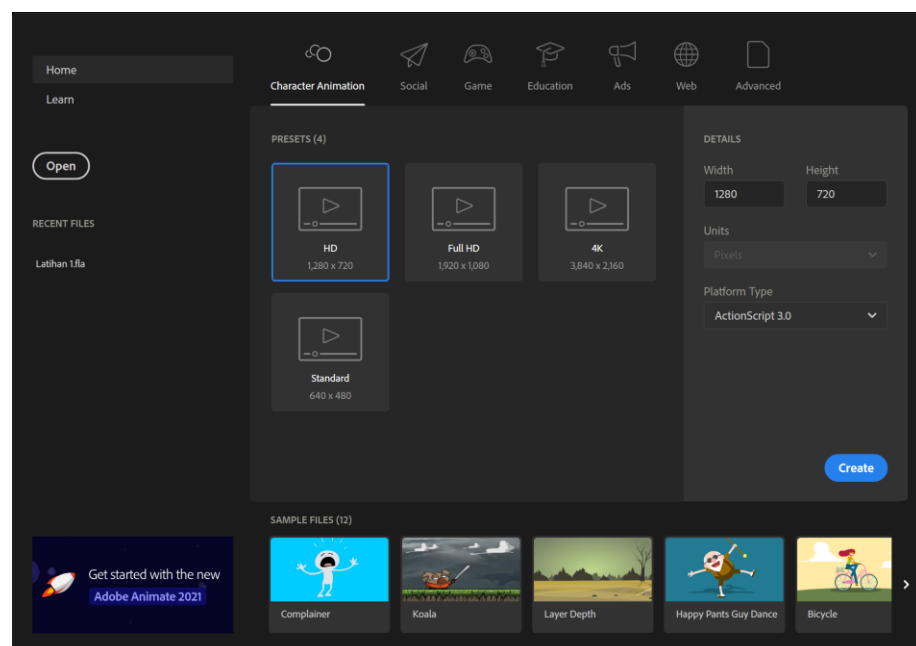 Home
Learn
Open
RECENT FILES
Latihan 1.fla
Get started with the new
Adobe Animate 2021
Character Animation
Social
Game
Education
Ads
Web
Advanced
PRESETS (4)
HD
1,280 x 720
Full HD
1,920 x 1,080
4K
3,840 x 2,160
Standard
640 x 480
DETAILS
Width
Height
1280
720
Units
Pixels
Platform Type
ActionScript 3.0
Create
SAMPLE FILES (12)
Complainer
Koala
Layer Depth
Happy Pants Guy Dance
Bicycle